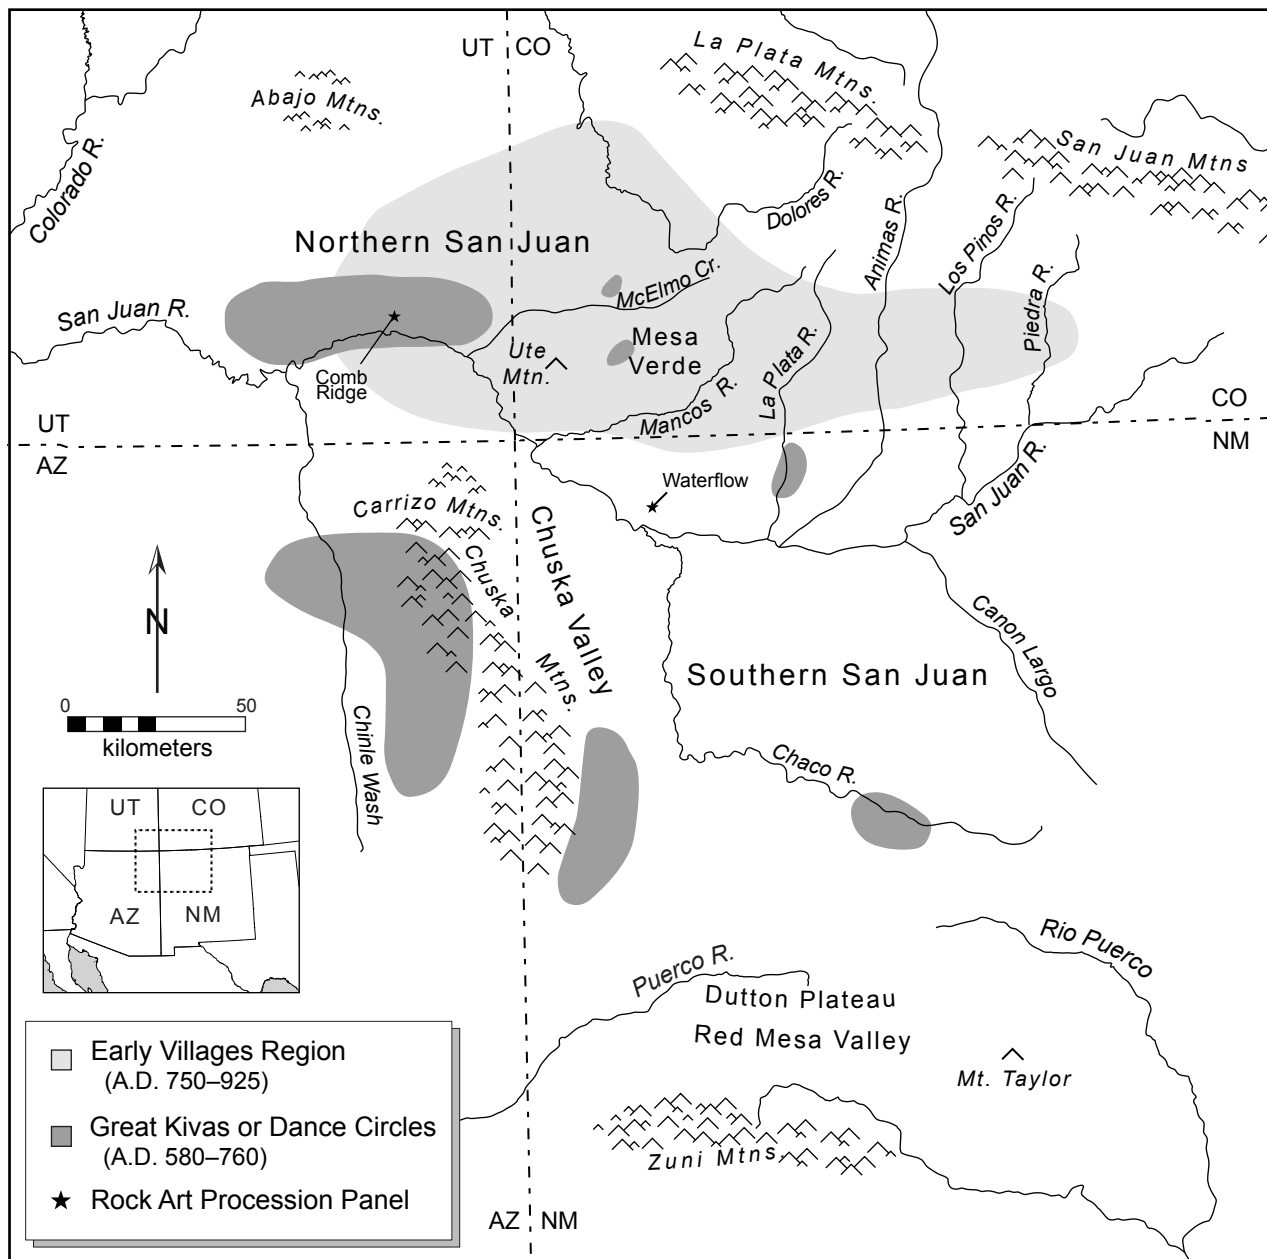 UT CO
La Plata Mtns.
Abajo Mtns.
San Juan Mtns
Colorado R.
Dolores R.
Animas R.
Los Pinos R.
Northern San Juan
Piedra R.
McElmo Cr.
San Juan R.
Mesa
Verde
Ute
Mtn.
La Plata R.
Comb
Ridge
Mancos R.
UT
AZ
CO
NM
Waterflow
San Juan R.
Carrizo Mtns.
Chuska
Mtns.
Chuska Valley
N
Canon Largo
Southern San Juan
0 50
kilometers
Chinle Wash
Chaco R.
UT CO
AZ NM
Rio Puerco
Puerco R.
Dutton Plateau
Red Mesa Valley
Mt. Taylor
Zuni Mtns.
Early Villages Region
(A.D. 750–925)
Great Kivas or Dance Circles
(A.D. 580–760)
Rock Art Procession Panel
AZ NM